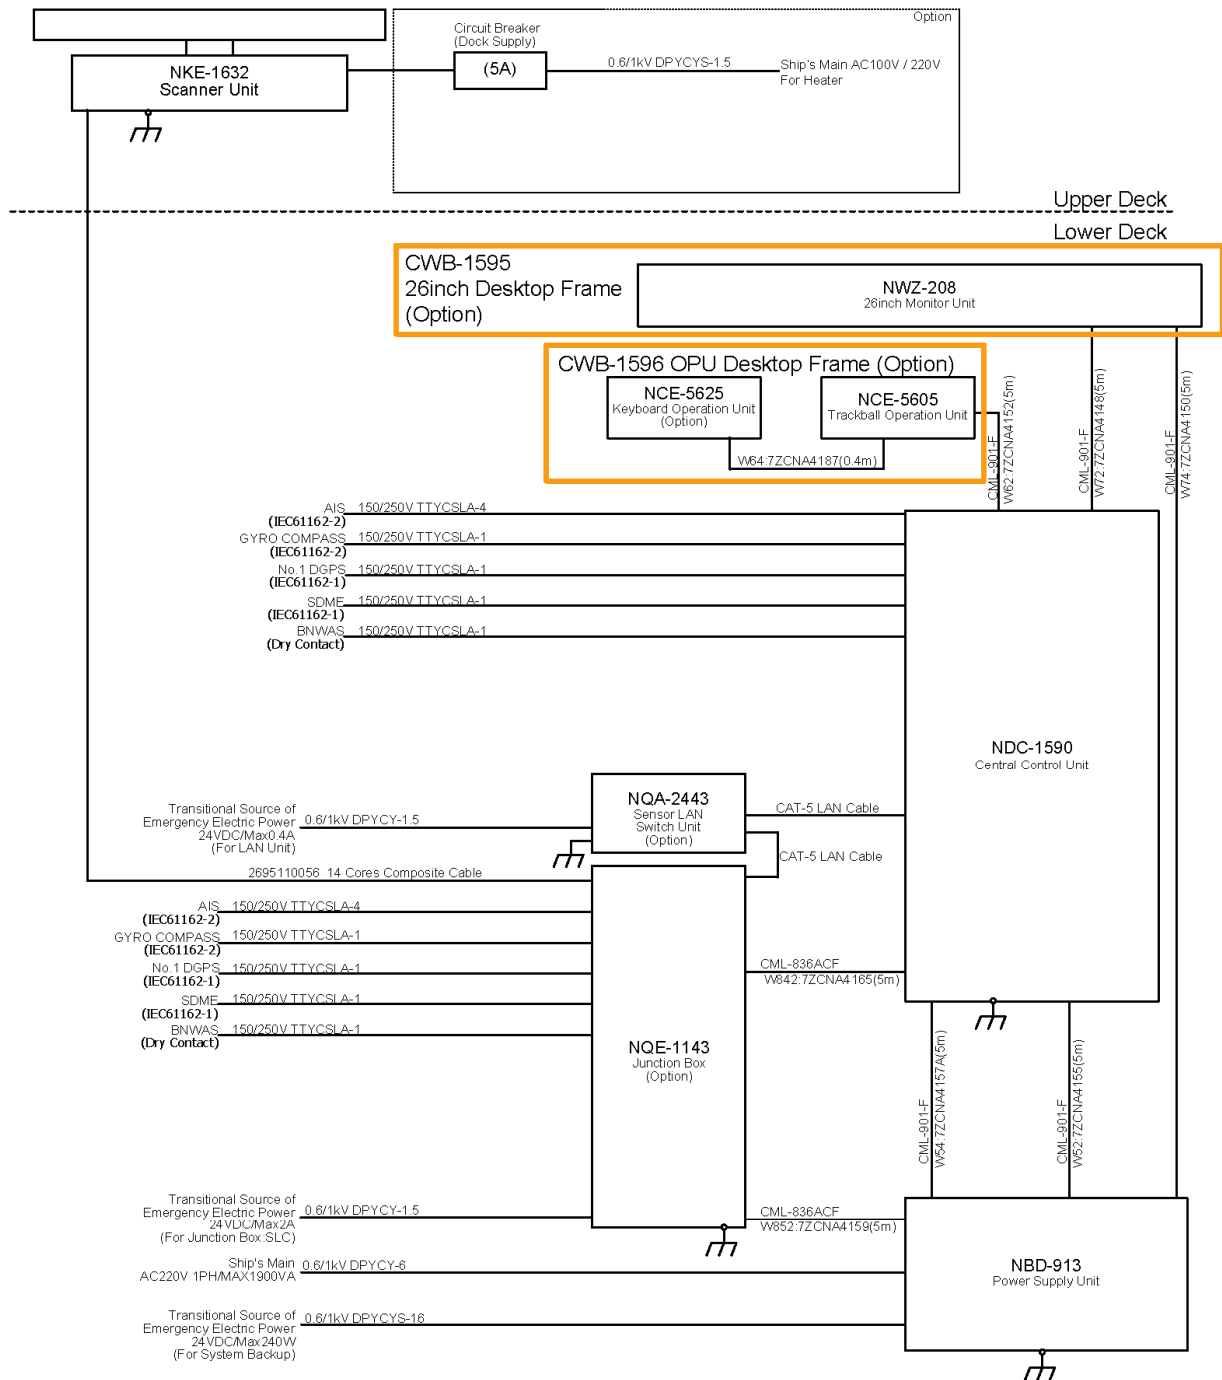 Option
Circuit Breaker
(Dock Supply)
(5A)
0.6/1kV DPYCYS-1.5
Ship's Main AC100V / 220V
For Heater
NKE-1632
Scanner Unit
Upper Deck
Lower Deck
CWB-1595
26inch Desktop Frame
(Option)
NWZ-208
26inch Monitor Unit
CWB-1596 OPU Desktop Frame (Option)
NCE-5625
Keyboard Operation Unit
(Option)
NCE-5605
Trackball Operation Unit
W64:7ZCNA4187(0.4m)
CML-901-F
W62:7ZCNA4152(5m)
CML-901-F
W72:7ZCNA4148(5m)
CML-901-F
W74:7ZCNA4150(5m)
AIS 150/250V TTYCSLA-4
(IEC61162-2)
GYRO COMPASS 150/250V TTYCSLA-1
(IEC61162-2)
No.1 DGPS 150/250V TTYCSLA-1
(IEC61162-1)
SDME 150/250V TTYCSLA-1
(IEC61162-1)
BNWAS 150/250V TTYCSLA-1
(Dry Contact)
NDC-1590
Central Control Unit
NQA-2443
Sensor LAN
Switch Unit
(Option)
CAT-5 LAN Cable
CAT-5 LAN Cable
Transitional Source of
Emergency Electric Power 0.6/1kV DPYCY-1.5
24VDC/Max0.4A
(For LAN Unit)
2695110056 14 Cores Composite Cable
AIS 150/250V TTYCSLA-4
(IEC61162-2)
GYRO COMPASS 150/250V TTYCSLA-1
(IEC61162-2)
No.1 DGPS 150/250V TTYCSLA-1
(IEC61162-1)
SDME 150/250V TTYCSLA-1
(IEC61162-1)
BNWAS 150/250V TTYCSLA-1
(Dry Contact)
CML-836ACF
W842:7ZCNA4165(5m)
NQE-1143
Junction Box
(Option)
CML-901-F
W54:7ZCNA4157A(5m)
CML-901-F
W52:7ZCNA4155(5m)
Transitional Source of
Emergency Electric Power 0.6/1kV DPYCY-1.5
24VDC/Max2A
(For Junction Box:SLC)
CML-836ACF
W852:7ZCNA4159(5m)
Ship's Main 0.6/1kV DPYCY-6
AC220V 1PH/MAX1900VA
NBD-913
Power Supply Unit
Transitional Source of 0.6/1kV DPYCYS-16
Emergency Electric Power
24VDC/Max240W
(For System Backup)